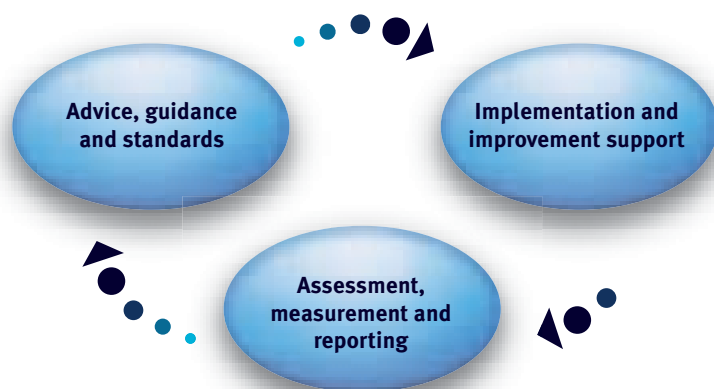 Advice, guidance
and standards
Implementation and
improvement support
Assessment,
measurement and
reporting